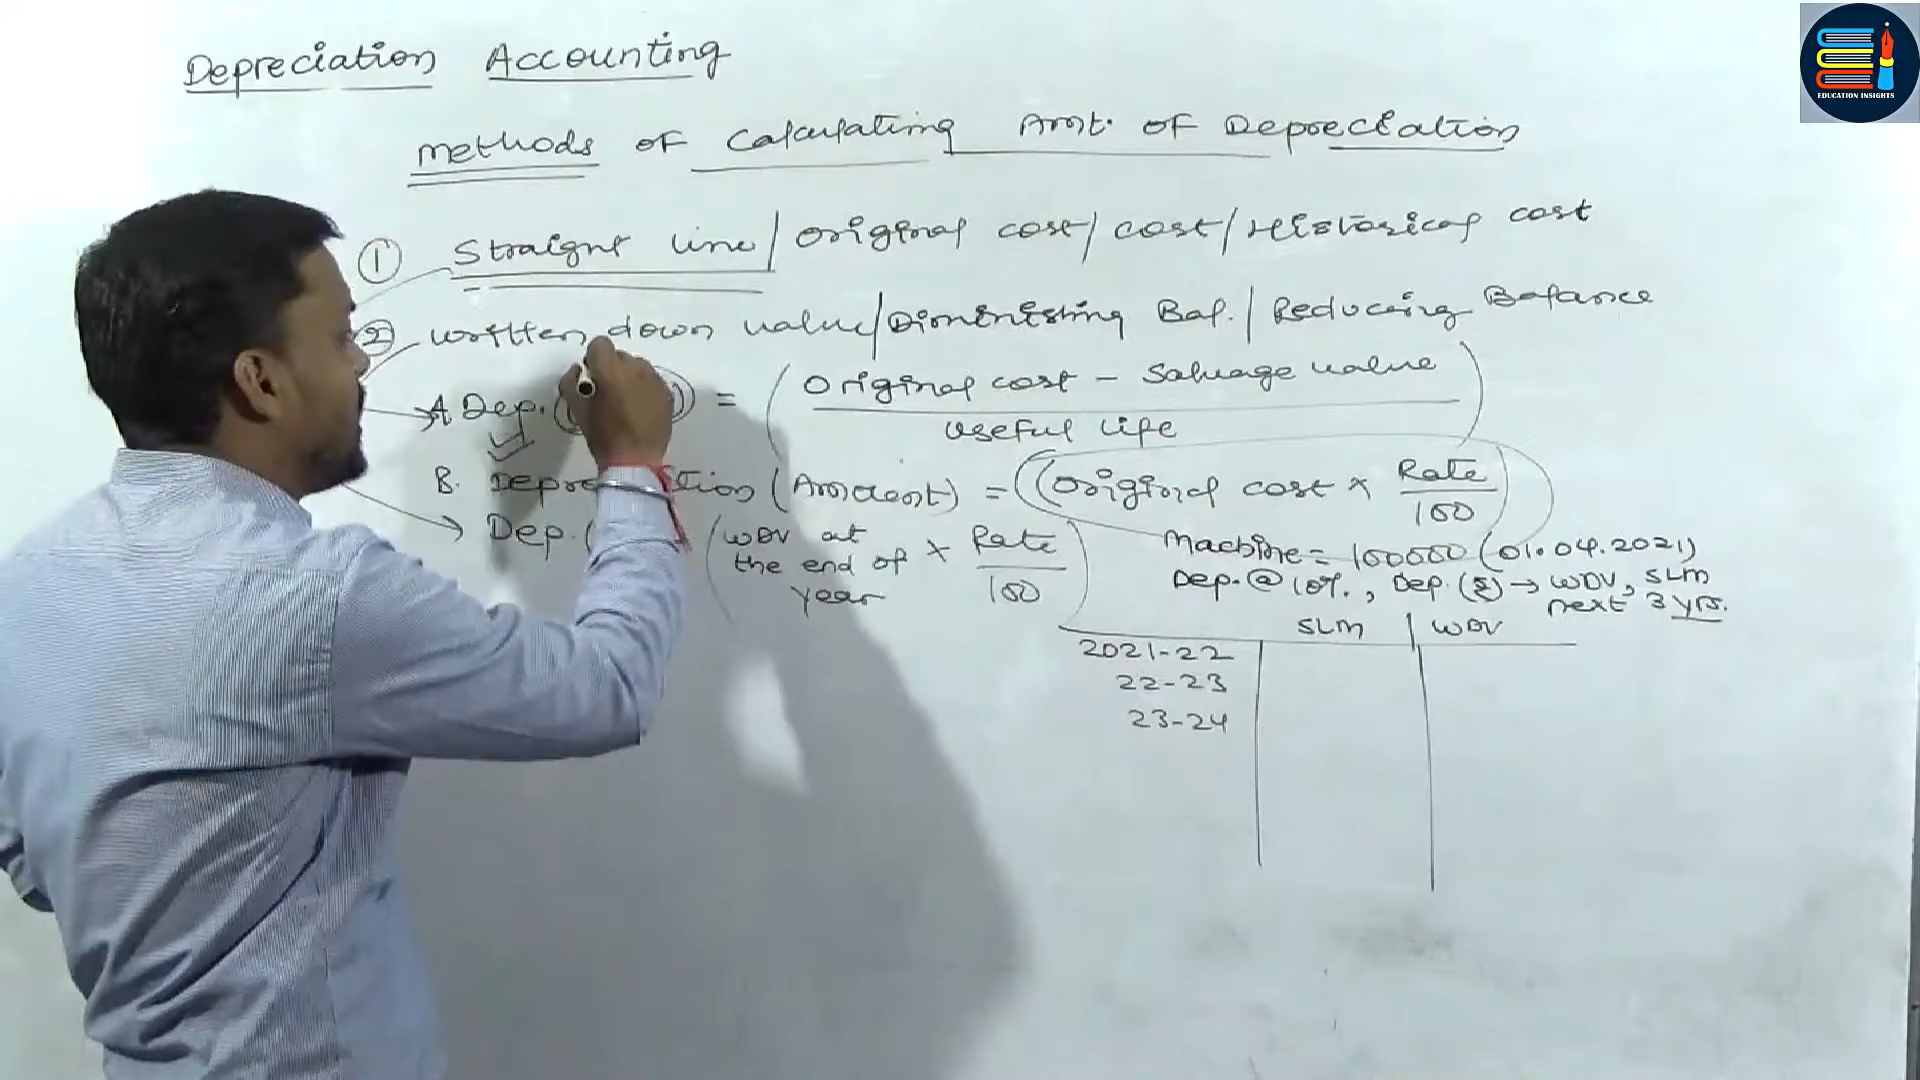 Depreciation Accounting
Methods of Calculating Amt. of Depreciation
① Straight line / Original cost / cost / Historical cost
② written down value / Diminishing Bal. / Reducing Balance
A Dep. ( ) = (Original cost - Salvage value
useful life)
B. Depreciation (Amount) = (Original cost × Rate
100)
Dep. ( (WDV at the end of year × Rate
100)
Machine = 100000 (01.04.2021)
Dep. @ 10%, Dep. (₹) → WDV, SLM
next 3 yrs.
SLM | WDV
2021-22
22-23
23-24
EDUCATION INSIGHTS